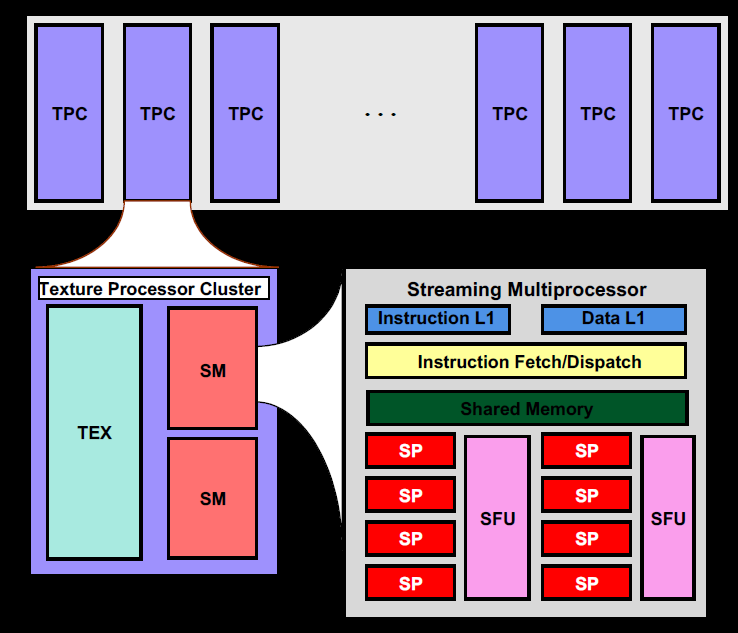 TPC TPC TPC . . . TPC TPC TPC
Texture Processor Cluster
TEX
SM
SM
Streaming Multiprocessor
Instruction L1 Data L1
Instruction Fetch/Dispatch
Shared Memory
SP SP
SP SP
SFU SFU
SP SP
SP SP